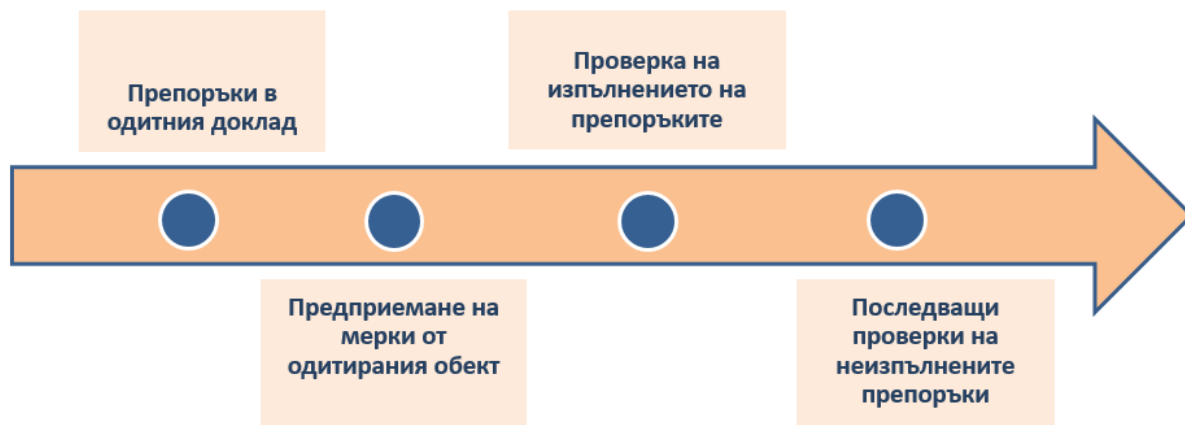 Препоръки в
одитния доклад
Предприемане на
мерки от
одитирания обект
Проверка на
изпълнението на
препоръките
Последващи
проверки на
неизпълнените
препоръки